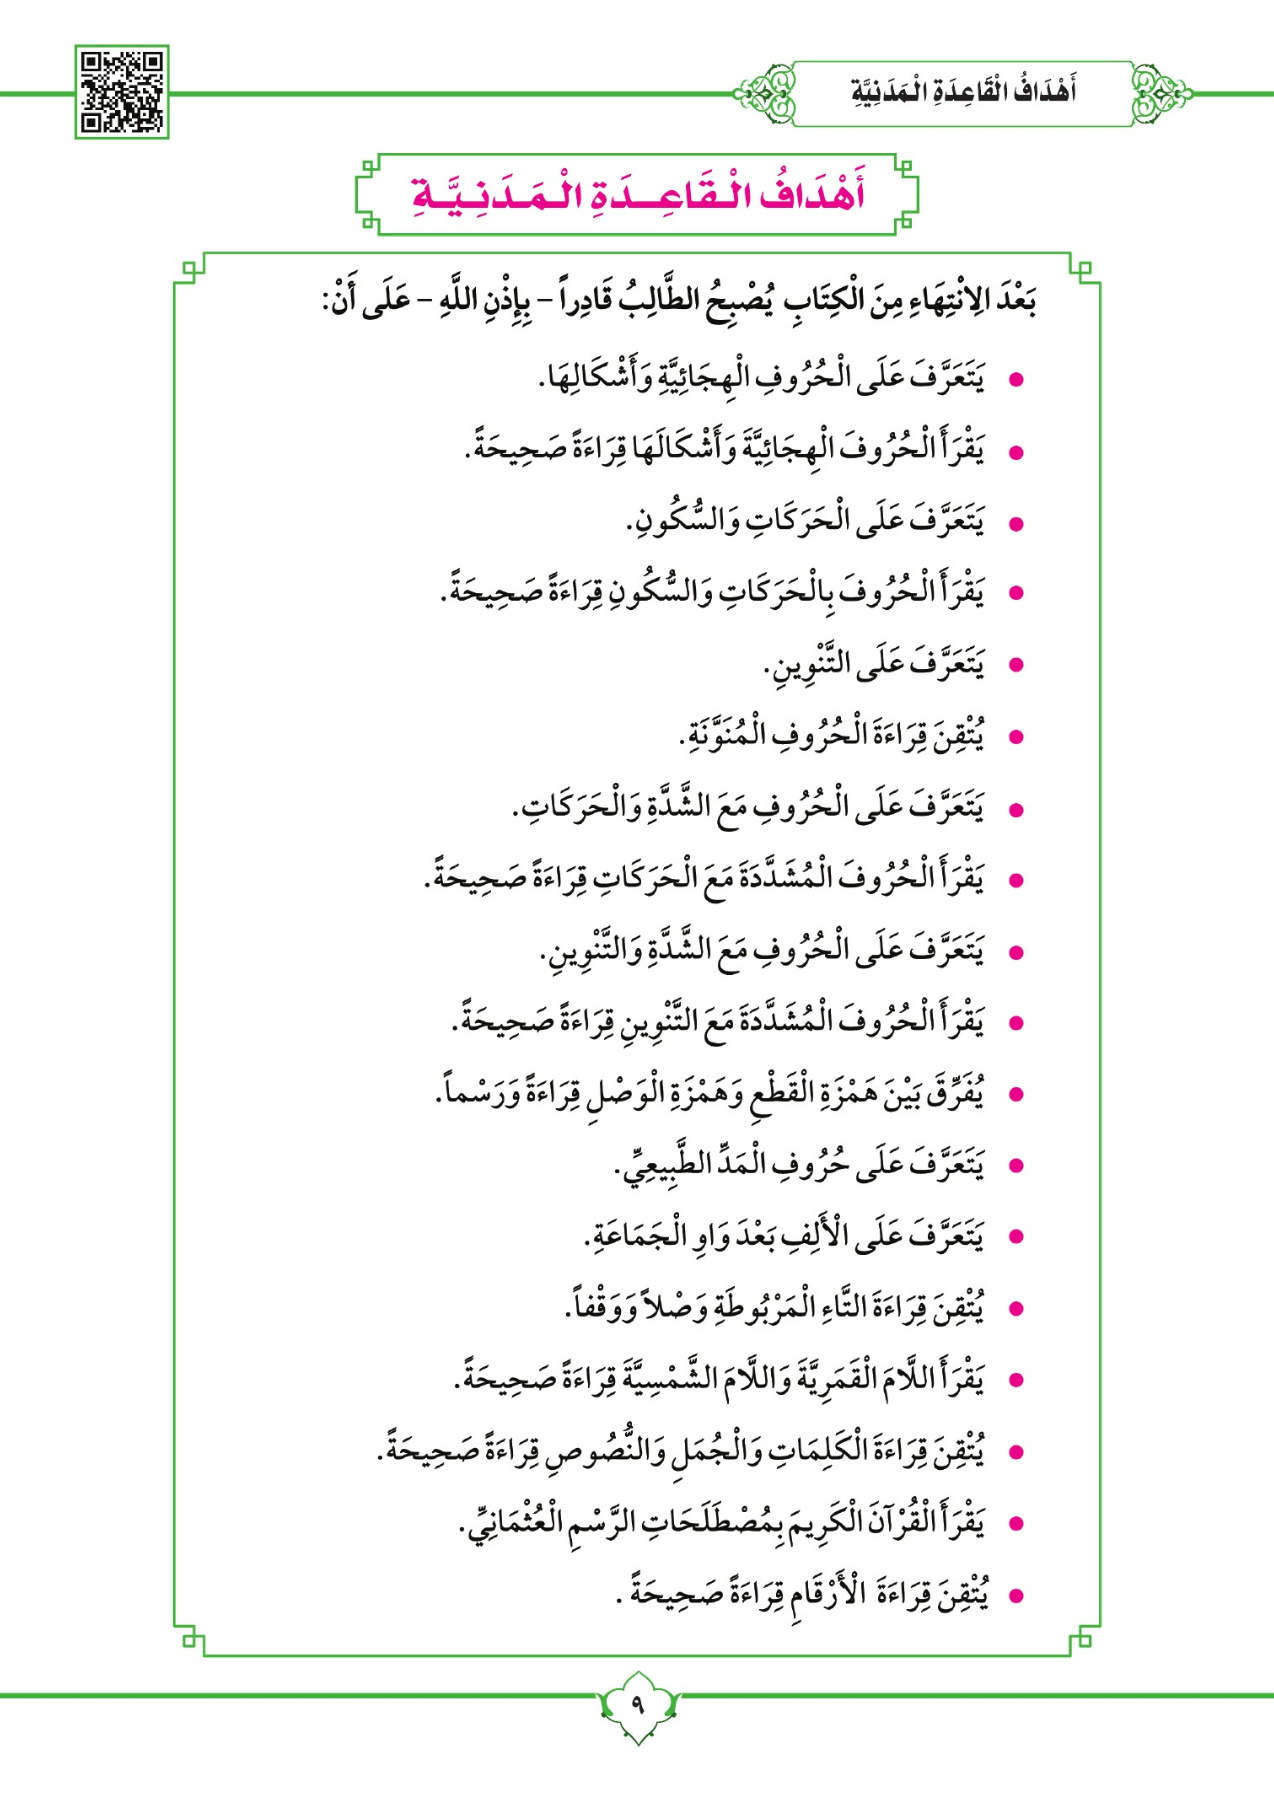 أَهْدَافُ الْقَاعِدَةِ الْمَدَنِيَّةِ
أَهْدَافُ الْقَاعِدَةِ الْمَدَنِيَّةِ
بَعْدَ الِانْتِهَاءِ مِنَ الْكِتَابِ يُصْبِحُ الطَّالِبُ قَادِراً – بِإِذْنِ اللَّهِ – عَلَى أَنْ:
• يَتَعَرَّفَ عَلَى الْحُرُوفِ الْهِجَائِيَّةِ وَأَشْكَالِهَا.
• يَقْرَأَ الْحُرُوفَ الْهِجَائِيَّةَ وَأَشْكَالَهَا قِرَاءَةً صَحِيحَةً.
• يَتَعَرَّفَ عَلَى الْحَرَكَاتِ وَالسُّكُونِ.
• يَقْرَأَ الْحُرُوفَ بِالْحَرَكَاتِ وَالسُّكُونِ قِرَاءَةً صَحِيحَةً.
• يَتَعَرَّفَ عَلَى التَّنْوِينِ.
• يُتْقِنَ قِرَاءَةَ الْحُرُوفِ الْمُنَوَّنَةِ.
• يَتَعَرَّفَ عَلَى الْحُرُوفِ مَعَ الشَّدَّةِ وَالْحَرَكَاتِ.
• يَقْرَأَ الْحُرُوفَ الْمُشَدَّدَةَ مَعَ الْحَرَكَاتِ قِرَاءَةً صَحِيحَةً.
• يَتَعَرَّفَ عَلَى الْحُرُوفِ مَعَ الشَّدَّةِ وَالتَّنْوِينِ.
• يَقْرَأَ الْحُرُوفَ الْمُشَدَّدَةَ مَعَ التَّنْوِينِ قِرَاءَةً صَحِيحَةً.
• يُفَرِّقَ بَيْنَ هَمْزَةِ الْقَطْعِ وَهَمْزَةِ الْوَصْلِ قِرَاءَةً وَرَسْماً.
• يَتَعَرَّفَ عَلَى حُرُوفِ الْمَدِّ الطَّبِيعِيِّ.
• يَتَعَرَّفَ عَلَى الْأَلِفِ بَعْدَ وَاوِ الْجَمَاعَةِ.
• يُتْقِنَ قِرَاءَةَ التَّاءِ الْمَرْبُوطَةِ وَصْلاً وَوَقْفاً.
• يَقْرَأَ اللَّامَ الْقَمَرِيَّةَ وَاللَّامَ الشَّمْسِيَّةَ قِرَاءَةً صَحِيحَةً.
• يُتْقِنَ قِرَاءَةَ الْكَلِمَاتِ وَالْجُمَلِ وَالنُّصُوصِ قِرَاءَةً صَحِيحَةً.
• يَقْرَأَ الْقُرْآنَ الْكَرِيمَ بِمُصْطَلَحَاتِ الرَّسْمِ الْعُثْمَانِيِّ.
• يُتْقِنَ قِرَاءَةَ الْأَرْقَامِ قِرَاءَةً صَحِيحَةً .
٩